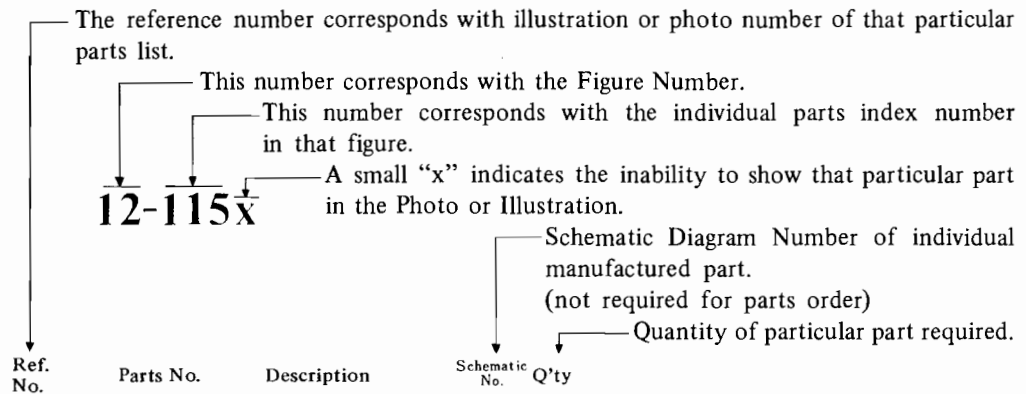 The reference number corresponds with illustration or photo number of that particular
parts list.
This number corresponds with the Figure Number.
This number corresponds with the individual parts index number
in that figure.
A small “x” indicates the inability to show that particular part
in the Photo or Illustration.
12-115x
Schematic Diagram Number of individual
manufactured part.
(not required for parts order)
Quantity of particular part required.
Ref.
No.
Parts No.
Description
Schematic
No.
Q'ty